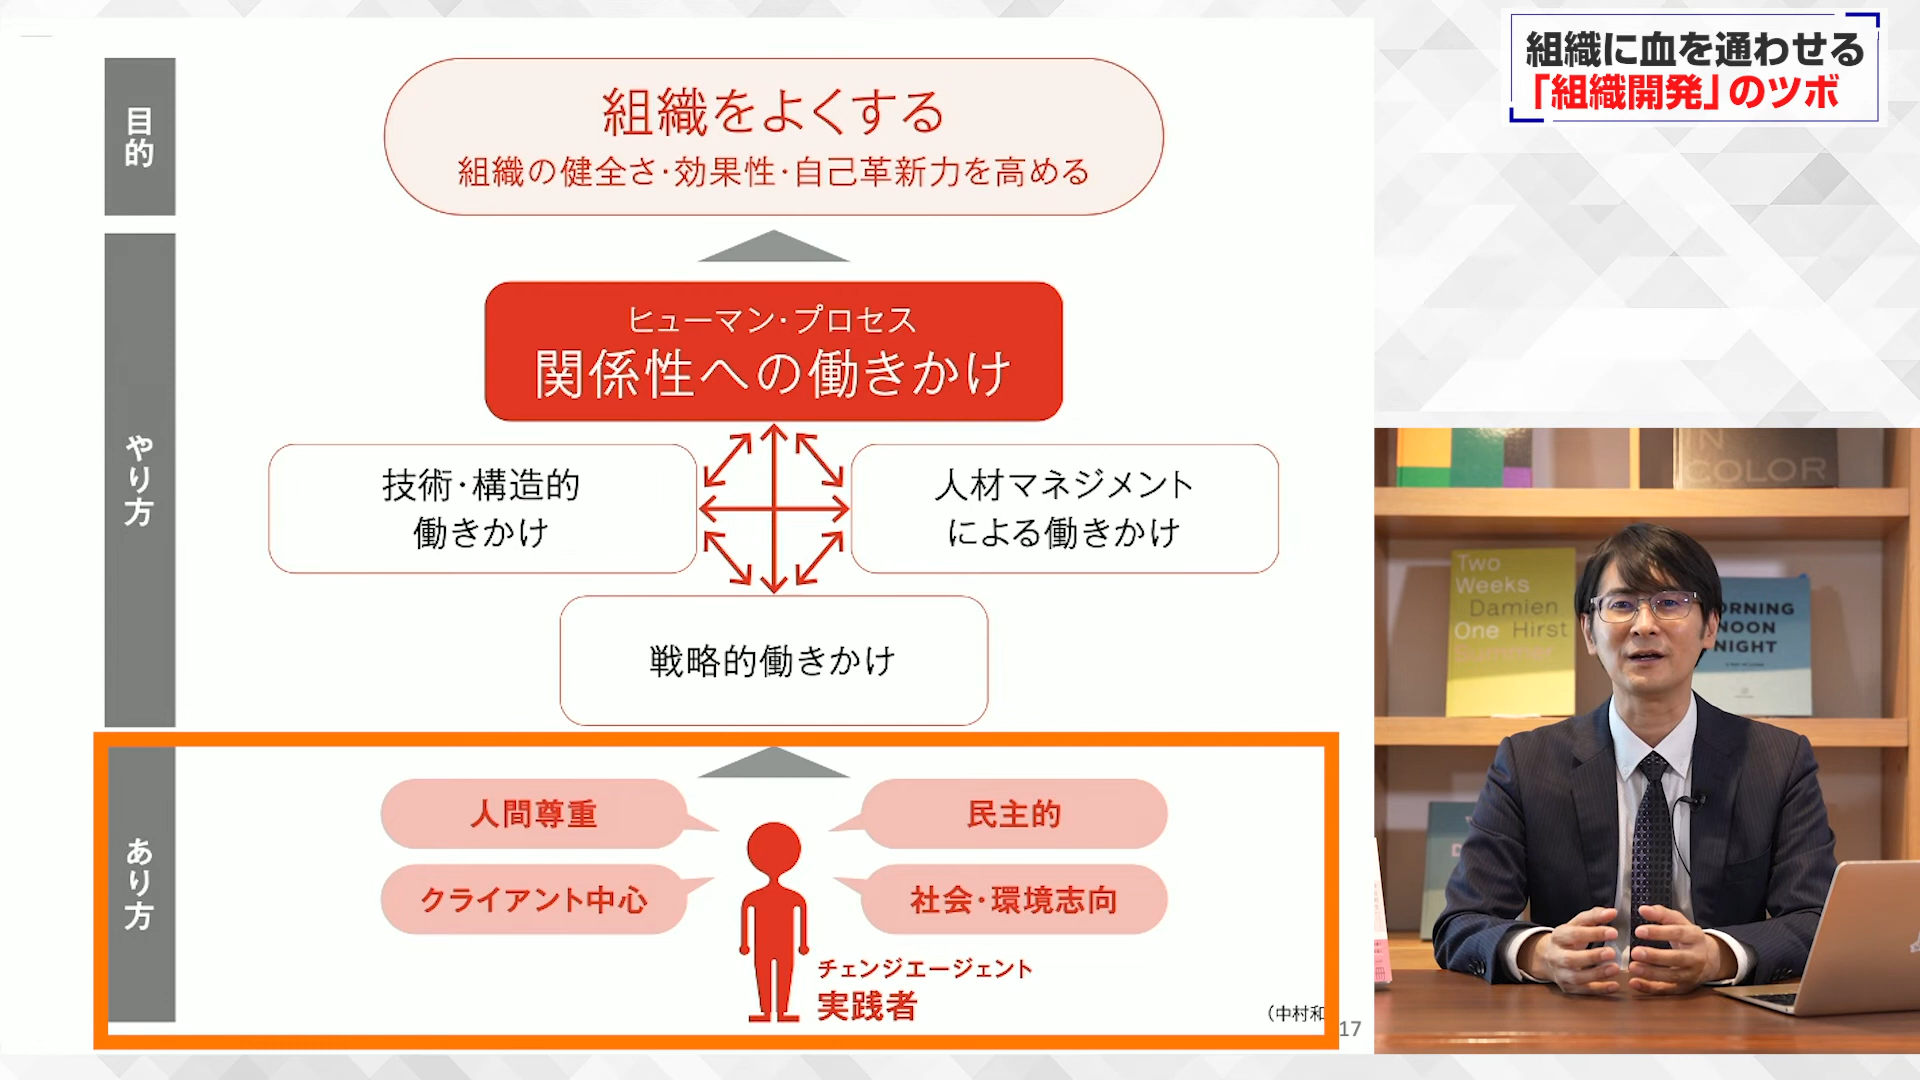 組織に血を通わせる
「組織開発」のツボ
目的
組織をよくする
組織の健全さ・効果性・自己革新力を高める
やり方
ヒューマン・プロセス
関係性への働きかけ
技術・構造的
働きかけ
人材マネジメント
による働きかけ
戦略的働きかけ
あり方
人間尊重
民主的
クライアント中心
社会・環境志向
チェンジエージェント
実践者
（中村和
17
COLOR
Two
Weeks
Damien
One Hirst
Summer
ORNING
NOON
NIGHT